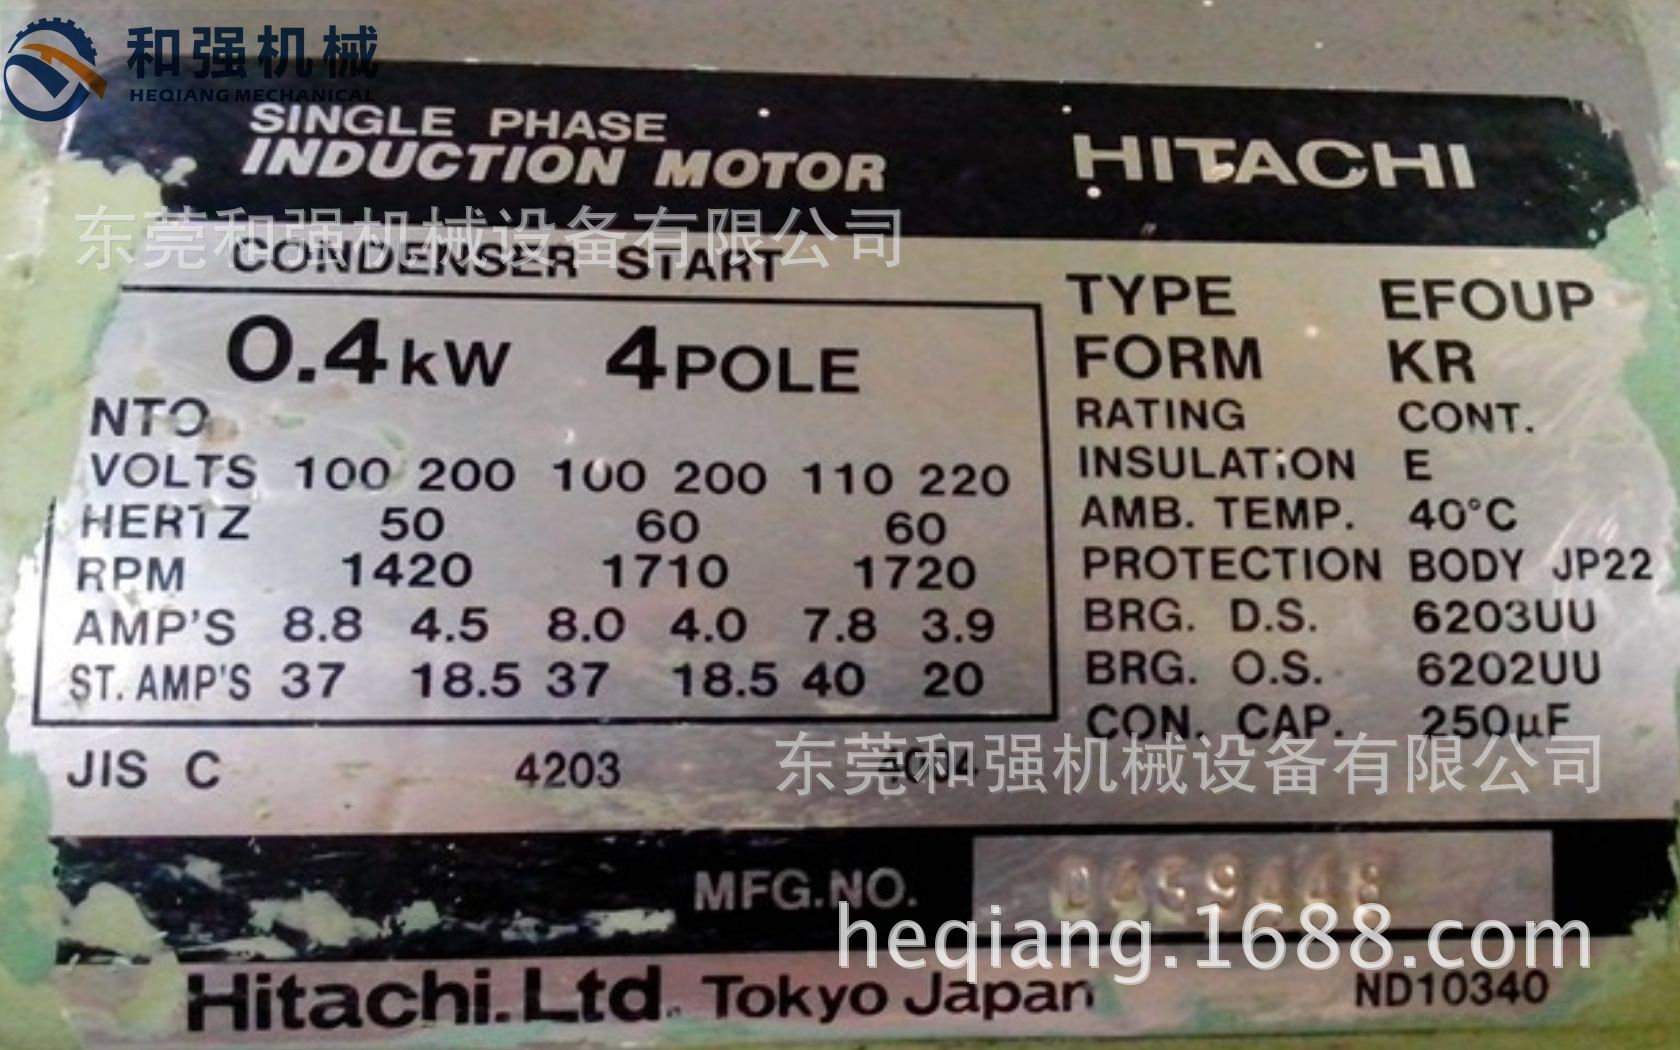 和强机械
HEQIANG MECHANICAL
SINGLE PHASE
INDUCTION MOTOR
HITACHI
东莞和强机械设备有限公司
CONDENSER START
0.4kW 4POLE
NTO
VOLTS 100 200 100 200 110 220
HERTZ 50 60 60
RPM 1420 1710 1720
AMP'S 8.8 4.5 8.0 4.0 7.8 3.9
ST. AMP'S 37 18.5 37 18.5 40 20
TYPE EFOUP
FORM KR
RATING CONT.
INSULATION E
AMB. TEMP. 40°C
PROTECTION BODY JP22
BRG. D.S. 6203UU
BRG. O.S. 6202UU
CON. CAP. 250μF
JIS C 4203 4004
东莞和强机械设备有限公司
MFG.NO.
heqiang.1688.com
Hitachi.Ltd. Tokyo Japan
ND10340